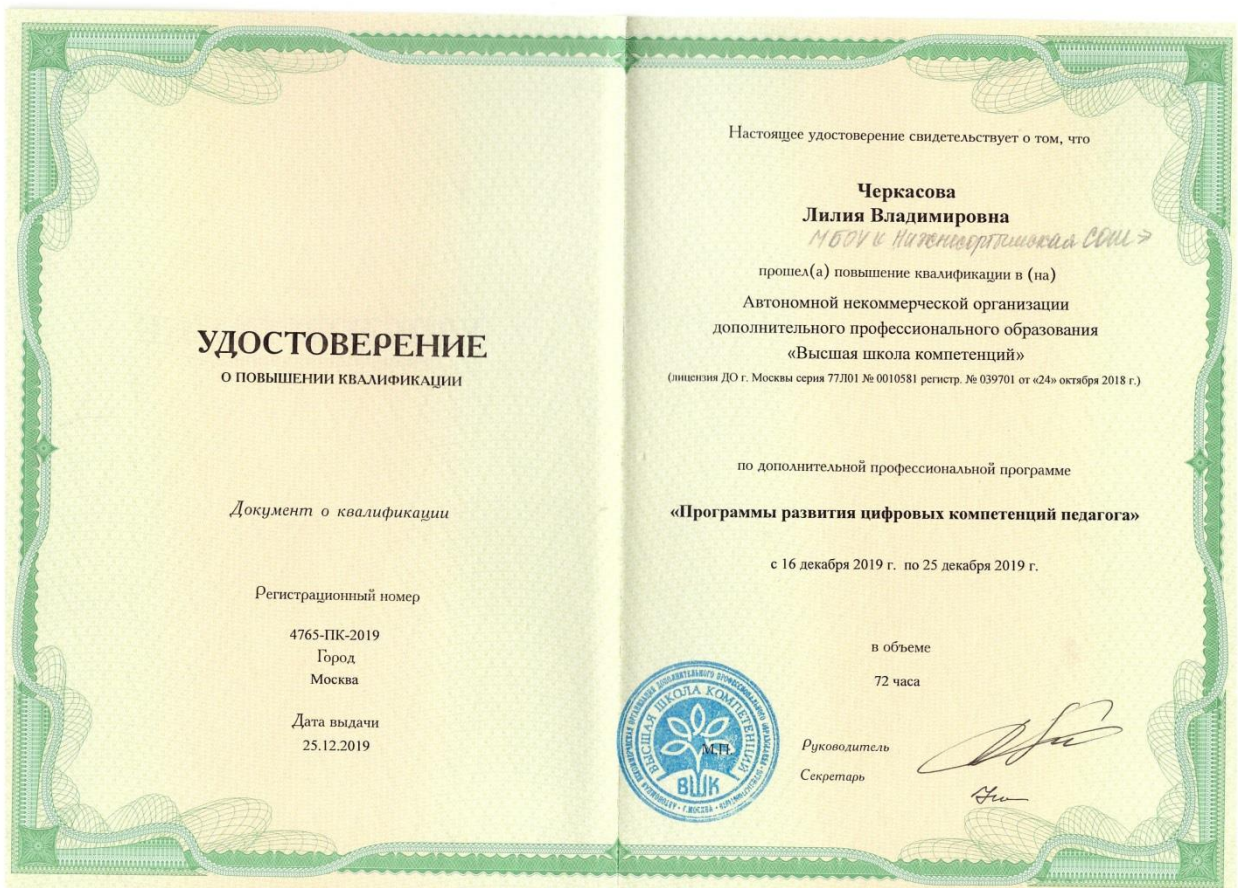 УДОСТОВЕРЕНИЕ
О ПОВЫШЕНИИ КВАЛИФИКАЦИИ
Документ о квалификации
Регистрационный номер
4765-ПК-2019
Город
Москва
Дата выдачи
25.12.2019
Настоящее удостоверение свидетельствует о том, что
Черкасова
Лилия Владимировна
МБОУ « Нижнесортымская СОШ»
прошел(а) повышение квалификации в (на)
Автономной некоммерческой организации
дополнительного профессионального образования
«Высшая школа компетенций»
(лицензия ДО г. Москвы серия 77Л01 № 0010581 регистр. № 039701 от «24» октября 2018 г.)
по дополнительной профессиональной программе
«Программы развития цифровых компетенций педагога»
с 16 декабря 2019 г. по 25 декабря 2019 г.
в объеме
72 часа
М.П.
Руководитель
Секретарь
ВЫСШАЯ ШКОЛА КОМПЕТЕНЦИЙ
ВШК
Г.МОСКВА